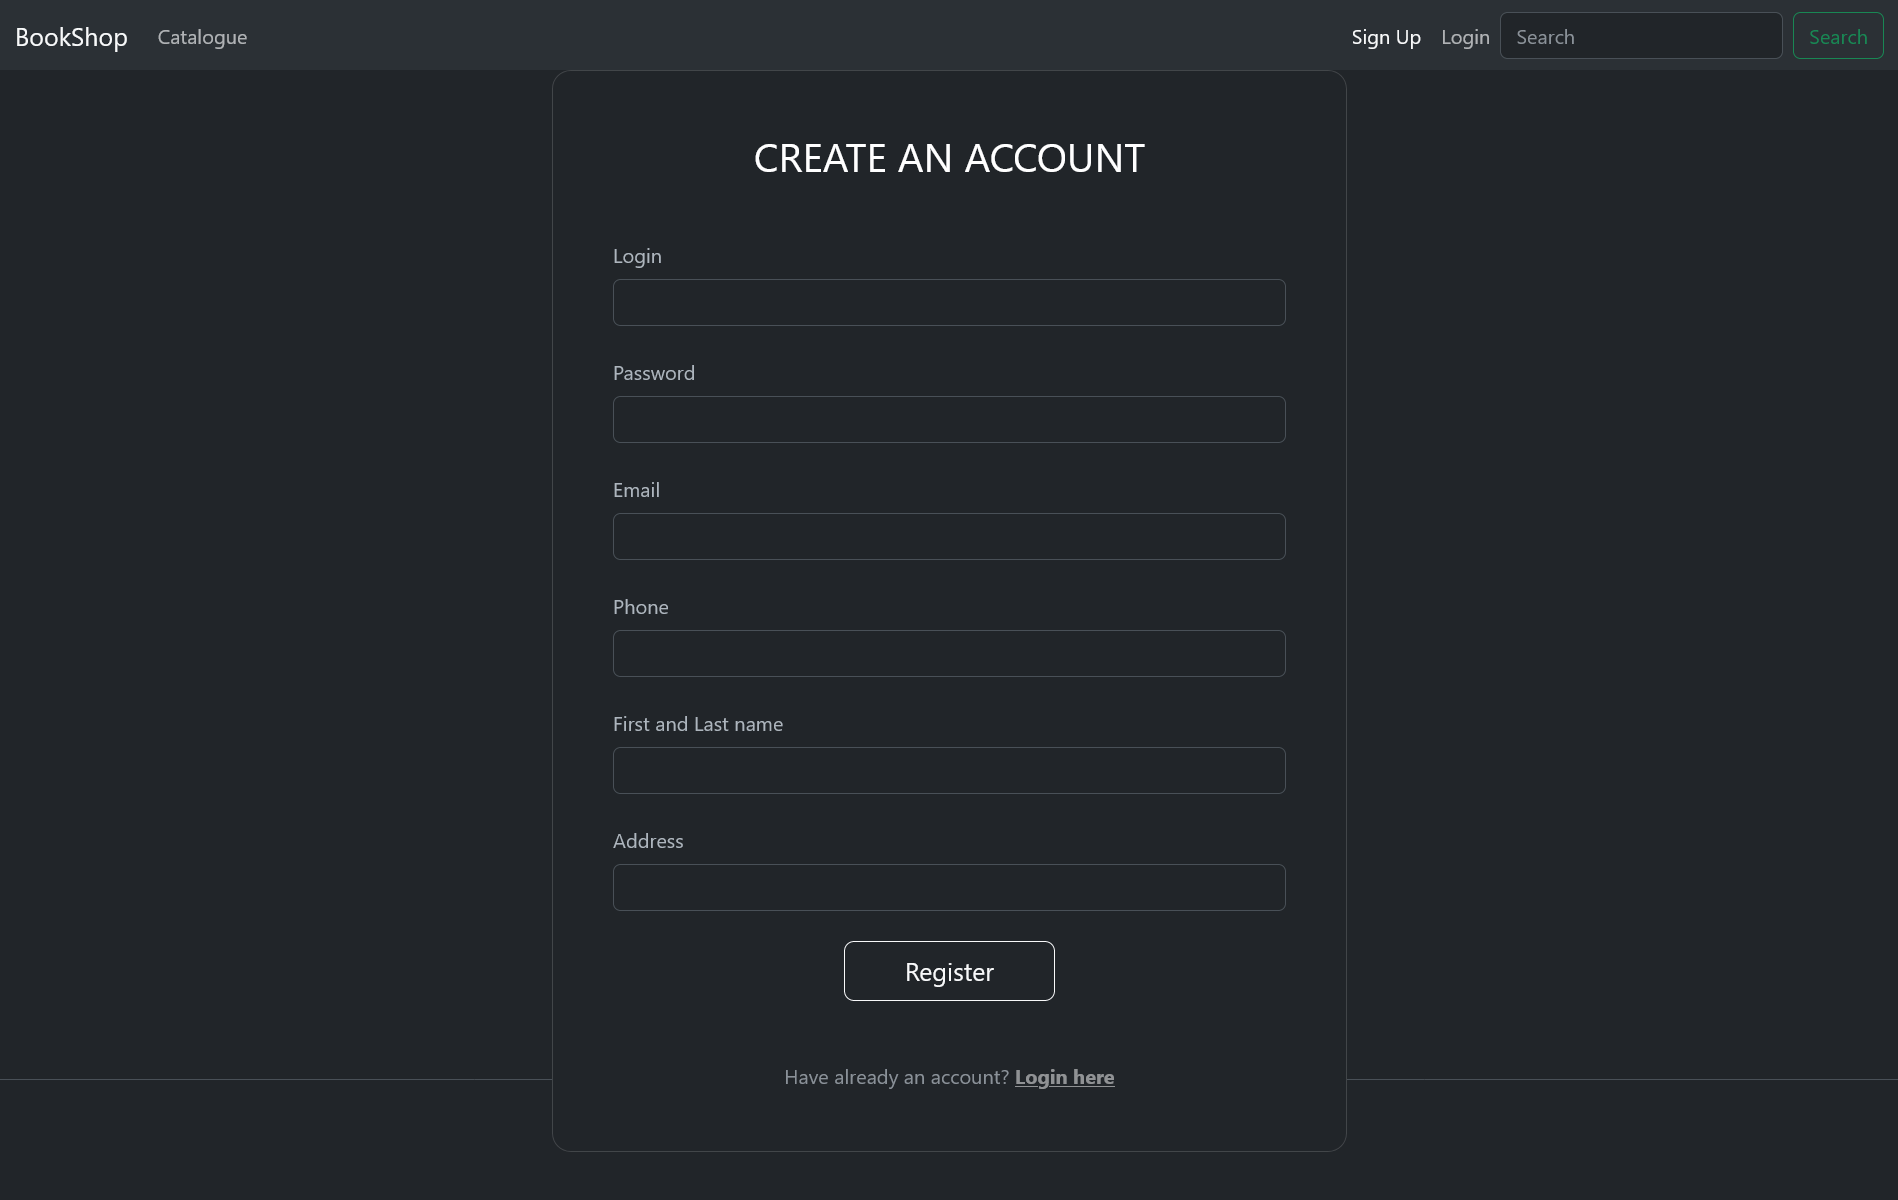 BookShop Catalogue Sign Up Login Search Search
CREATE AN ACCOUNT
Login
Password
Email
Phone
First and Last name
Address
Register
Have already an account? Login here